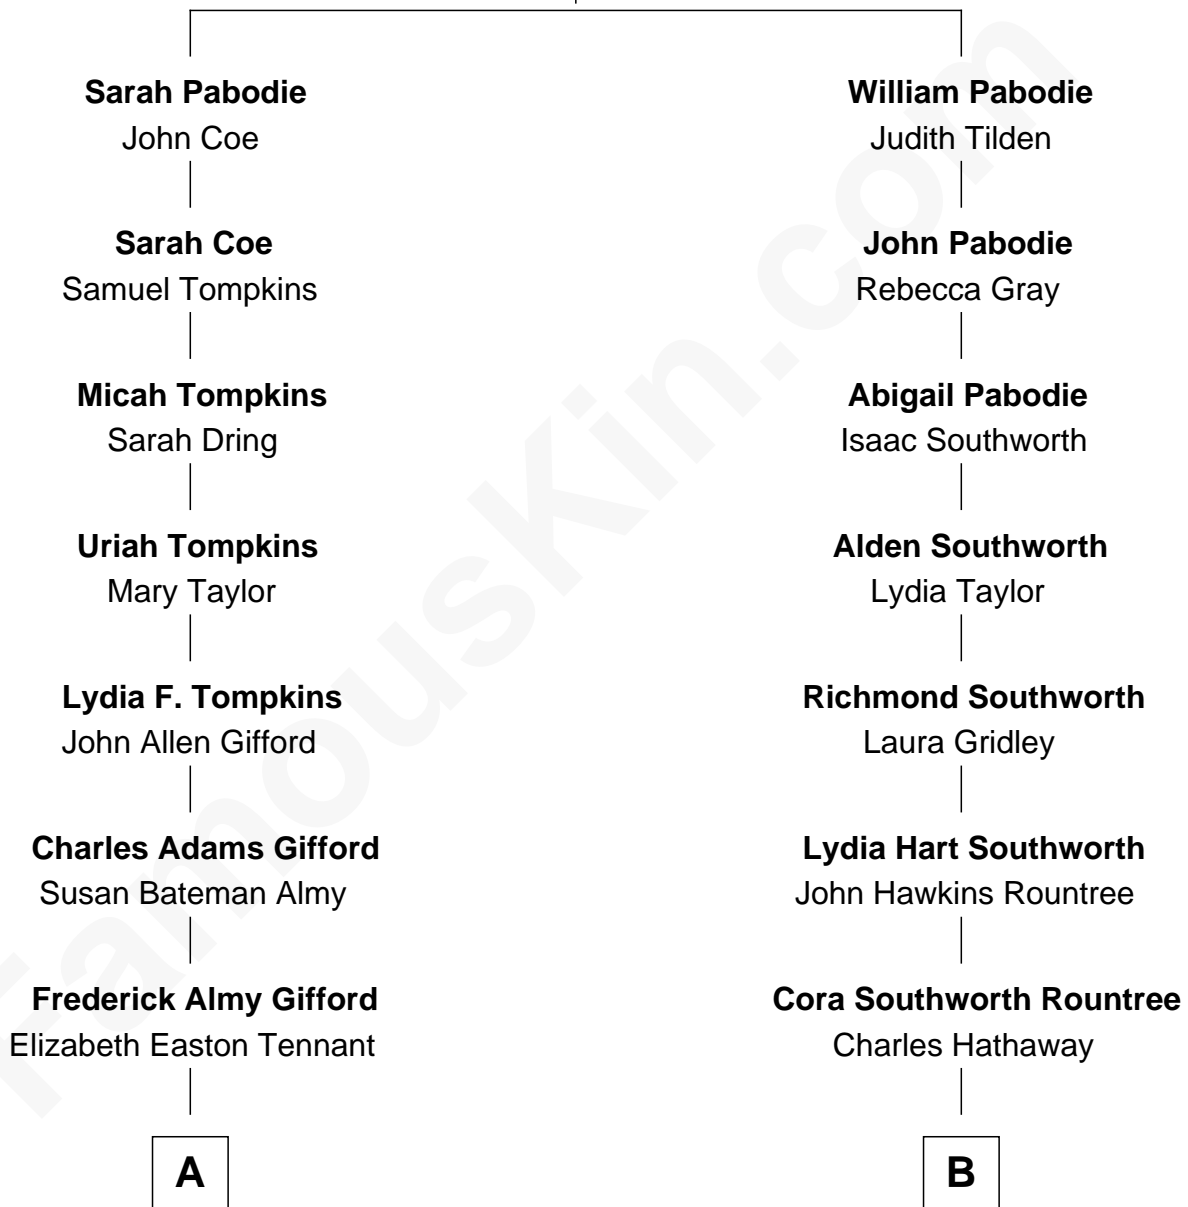 Sarah Pabodie
John Coe
William Pabodie
Judith Tilden
Sarah Coe
Samuel Tompkins
John Pabodie
Rebecca Gray
Micah Tompkins
Sarah Dring
Abigail Pabodie
Isaac Southworth
Uriah Tompkins
Mary Taylor
Alden Southworth
Lydia Taylor
Lydia F. Tompkins
John Allen Gifford
Richmond Southworth
Laura Gridley
Charles Adams Gifford
Susan Bateman Almy
Lydia Hart Southworth
John Hawkins Rountree
Frederick Almy Gifford
Elizabeth Easton Tennant
Cora Southworth Rountree
Charles Hathaway
A
B
FamousKin.com